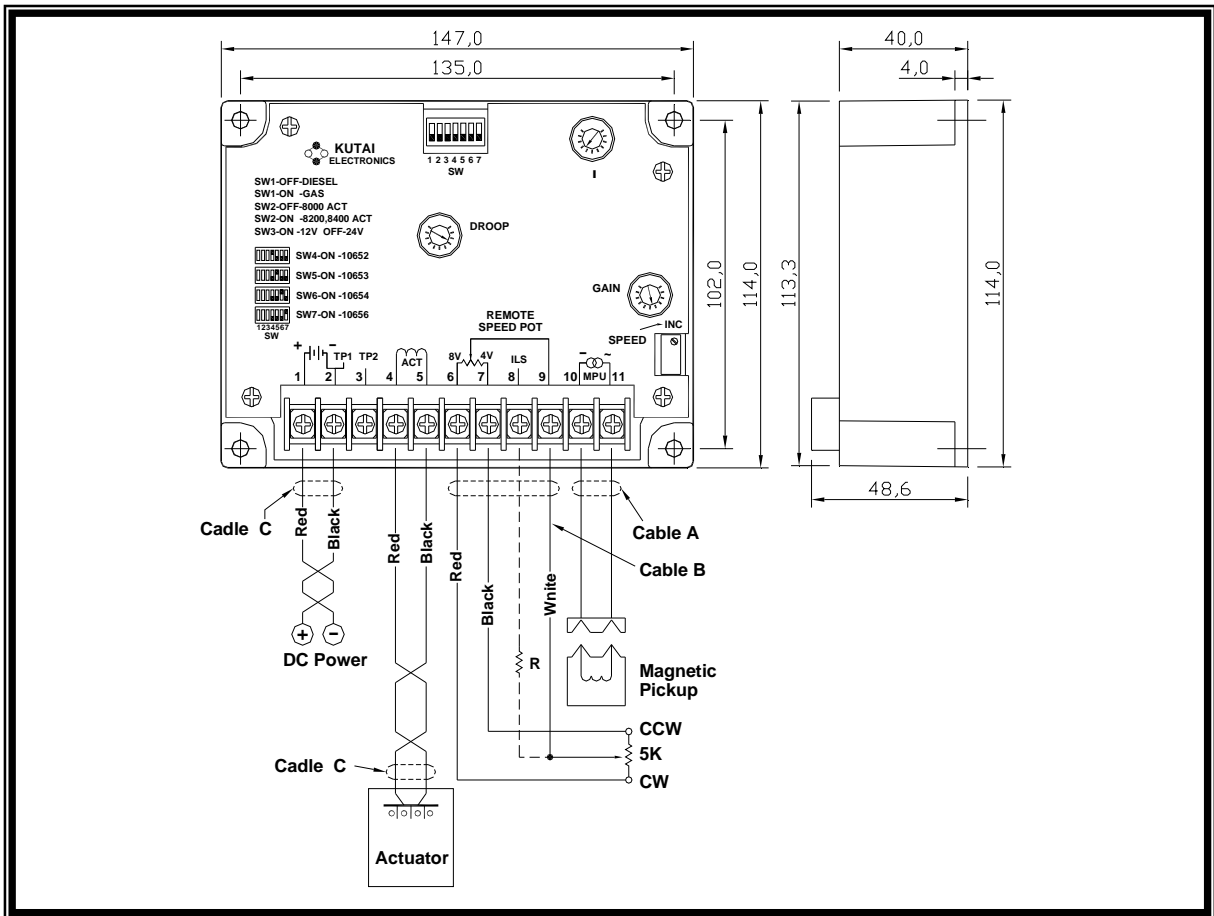 147,0
135,0
40,0
4,0
KUTAI
ELECTRONICS
1 2 3 4 5 6 7
SW
I
SW1-OFF-DIESEL
SW1-ON -GAS
SW2-OFF-8000 ACT
SW2-ON -8200,8400 ACT
SW3-ON -12V OFF-24V
DROOP
SW4-ON -10652
SW5-ON -10653
SW6-ON -10654
SW7-ON -10656
1234567
SW
GAIN
REMOTE
SPEED POT
INC
SPEED
102,0
114,0
113,3
114,0
+ −
TP1 TP2
ACT
8V 4V
ILS
− ~
MPU
1 2 3 4 5 6 7 8 9 10 11
48,6
Cadle C
Red
Black
+ −
DC Power
Red
Black
Red
Black
Wnite
R
Cable A
Cable B
Magnetic
Pickup
CCW
5K
CW
Cadle C
Actuator